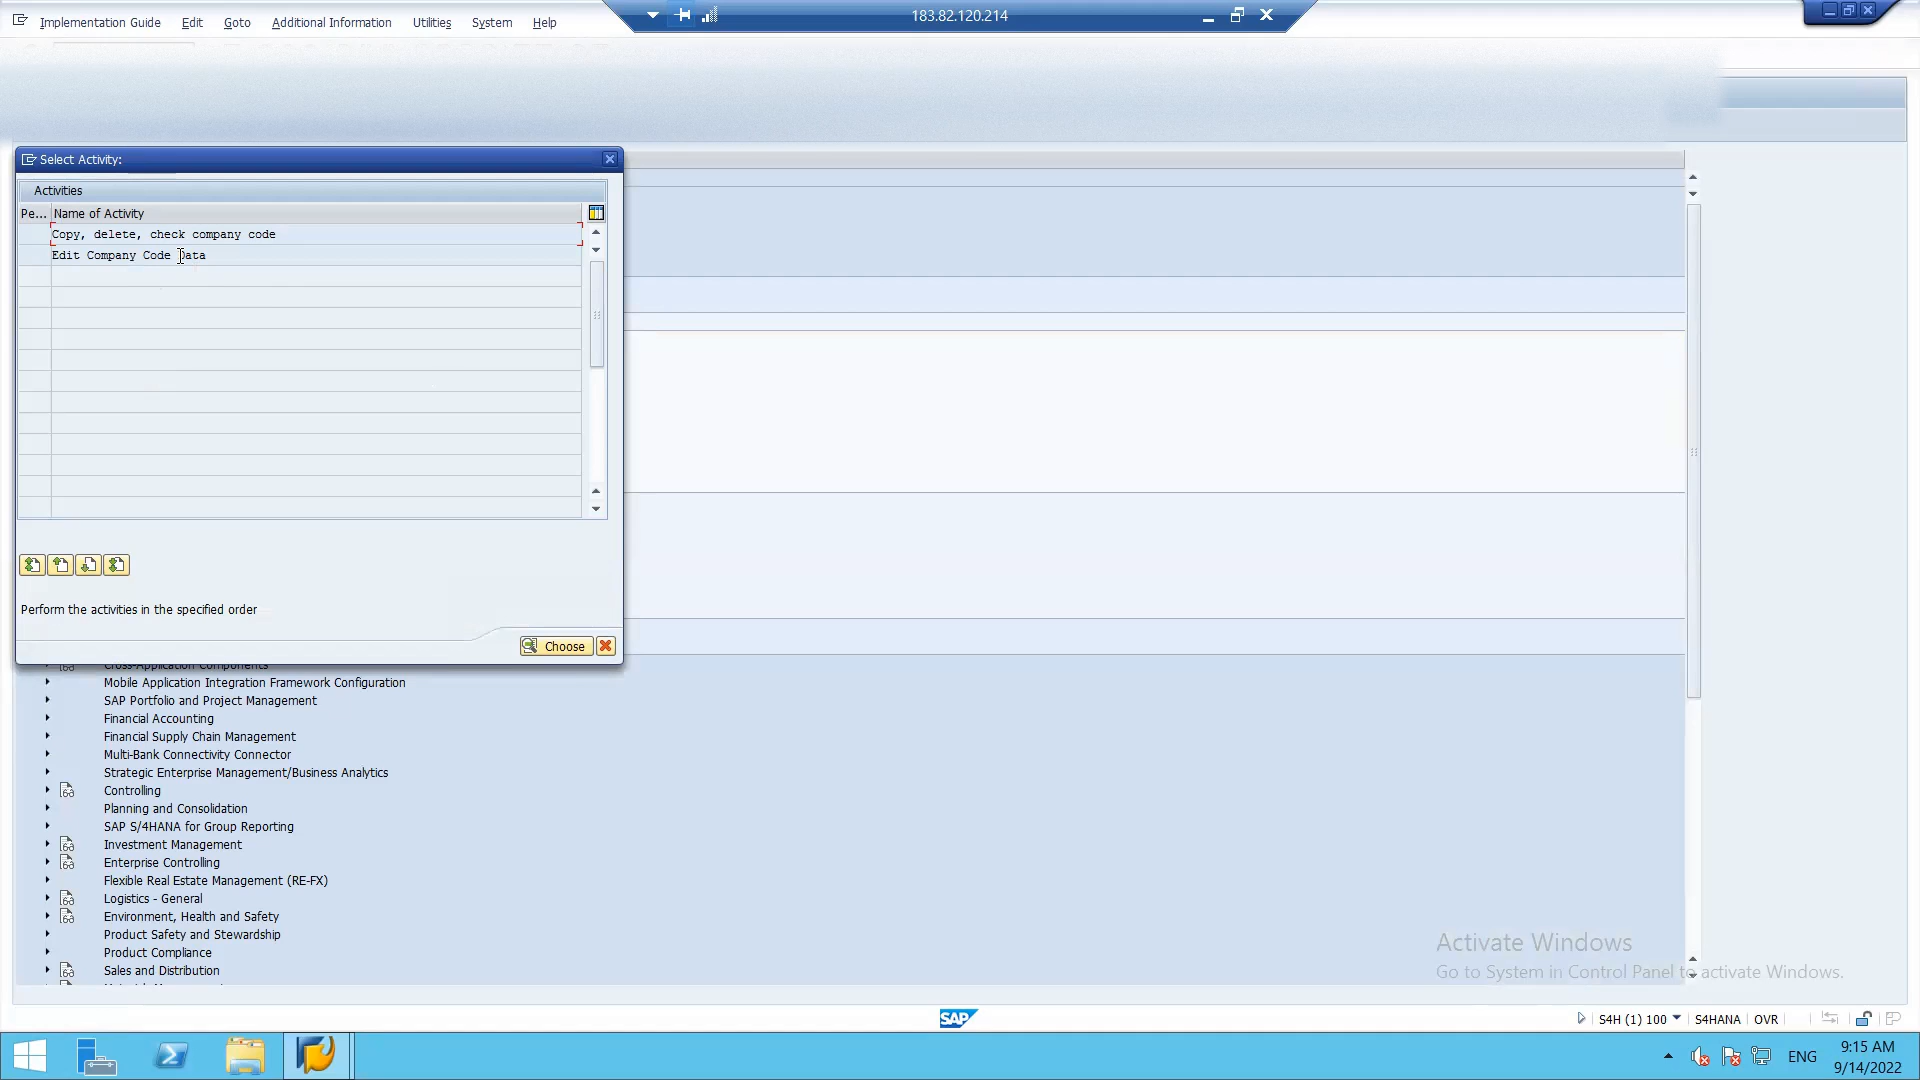 Implementation Guide Edit Goto Additional Information Utilities System Help
183.82.120.214
Select Activity:
Activities
Pe... Name of Activity
Copy, delete, check company code
Edit Company Code Data
Perform the activities in the specified order
Choose
Cross-Application Components
Mobile Application Integration Framework Configuration
SAP Portfolio and Project Management
Financial Accounting
Financial Supply Chain Management
Multi-Bank Connectivity Connector
Strategic Enterprise Management/Business Analytics
Controlling
Planning and Consolidation
SAP S/4HANA for Group Reporting
Investment Management
Enterprise Controlling
Flexible Real Estate Management (RE-FX)
Logistics - General
Environment, Health and Safety
Product Safety and Stewardship
Product Compliance
Sales and Distribution
Activate Windows
Go to System in Control Panel to activate Windows.
SAP
S4H (1) 100 S4HANA OVR
ENG
9:15 AM
9/14/2022